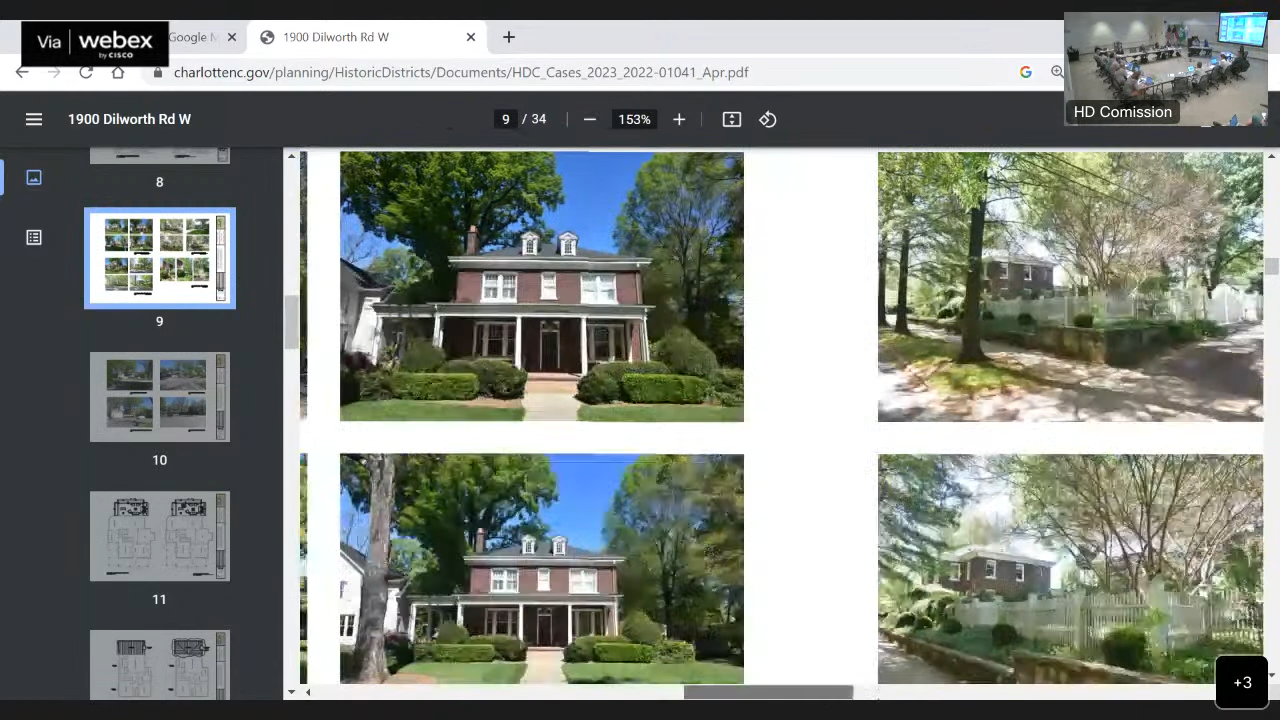 Via webex
by CISCO
Google M
1900 Dilworth Rd W
charlottenc.gov/planning/HistoricDistricts/Documents/HDC_Cases_2023_2022-01041_Apr.pdf
HD Comission
1900 Dilworth Rd W
9 / 34
153%
8
9
10
11
+3